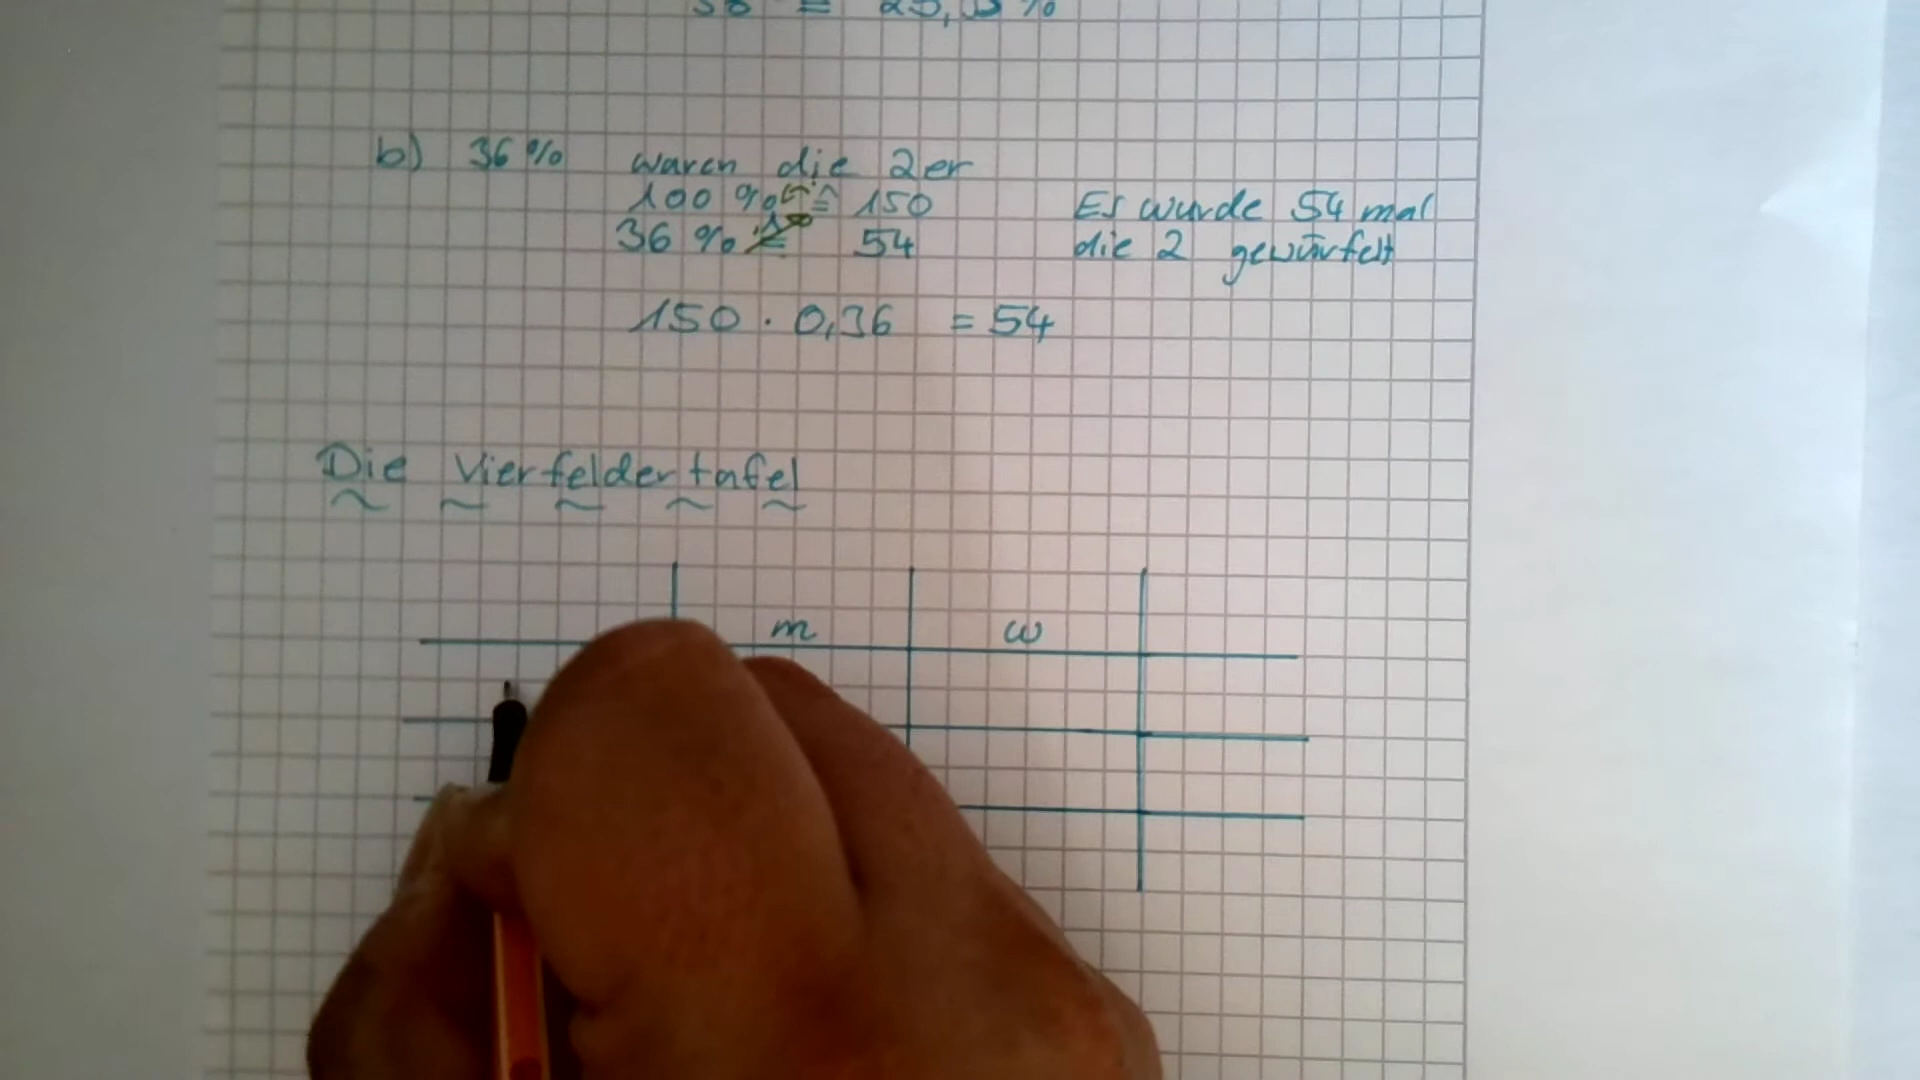 b) 36% waren die 2er
100 % ≙ 150 Es wurde 54 mal
36 % ≙ 54 die 2 gewürfelt
150 · 0,36 = 54
Die Vierfeldertafel
m w